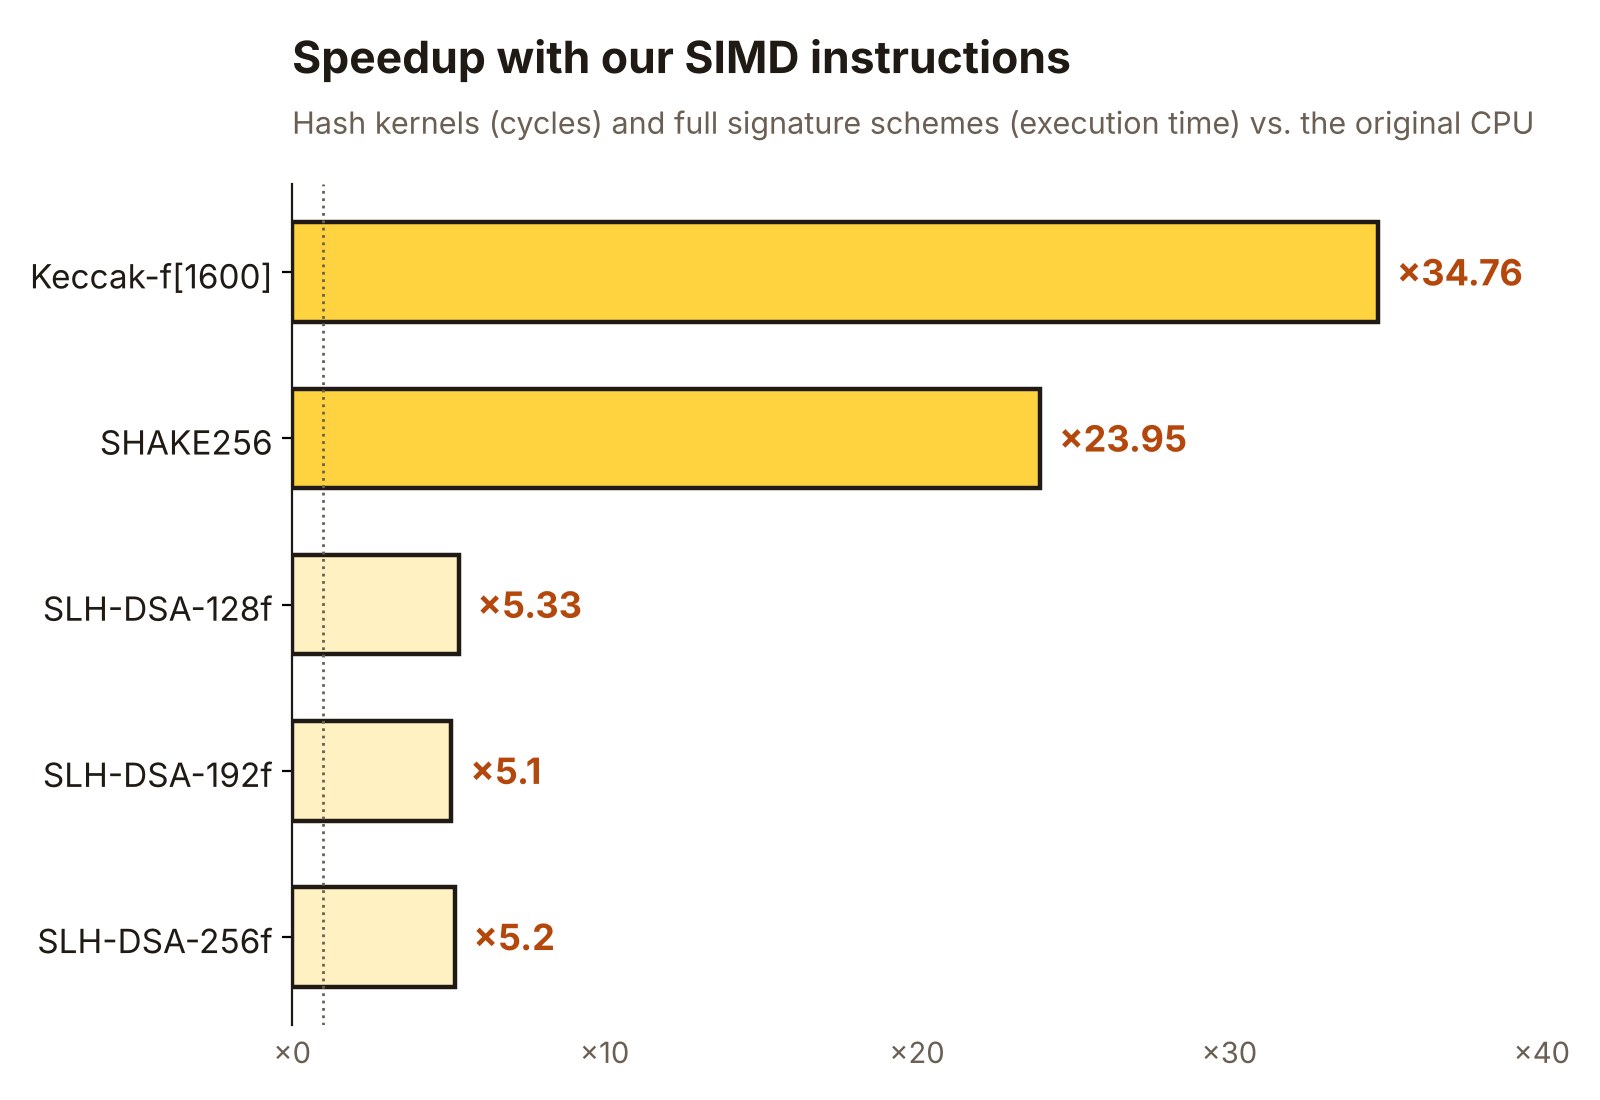 Speedup with our SIMD instructions
Hash kernels (cycles) and full signature schemes (execution time) vs. the original CPU
Keccak-f[1600]
×34.76
SHAKE256
×23.95
SLH-DSA-128f
×5.33
SLH-DSA-192f
×5.1
SLH-DSA-256f
×5.2
×0 ×10 ×20 ×30 ×40